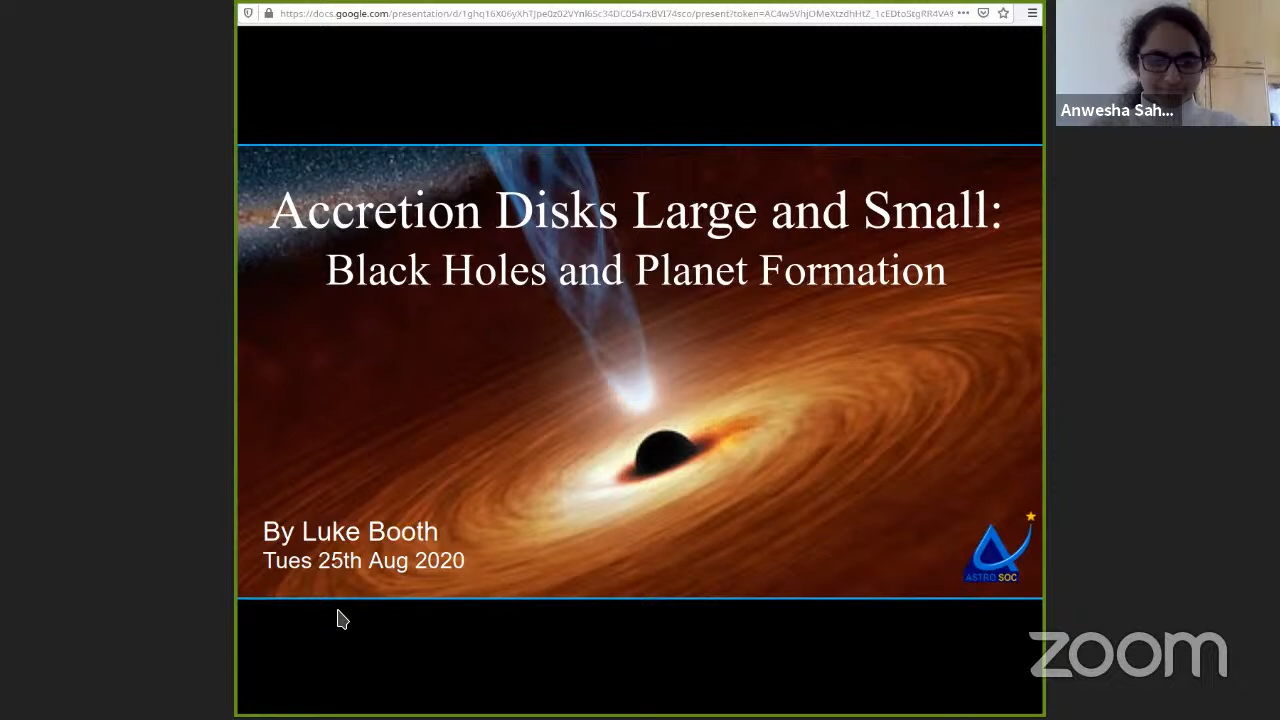 Anwesha Sah...
Accretion Disks Large and Small:
Black Holes and Planet Formation
By Luke Booth
Tues 25th Aug 2020
ASTRO SOC
zoom